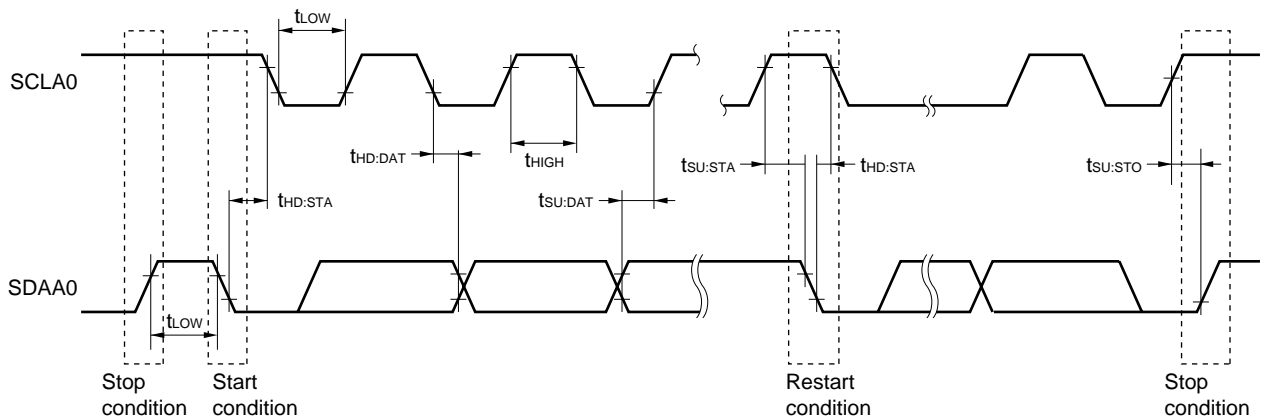 tLOW
SCLA0
tHD:DAT
tHIGH
tSU:STA
tHD:STA
tSU:STO
tHD:STA
tSU:DAT
SDAA0
tLOW
Stop
condition
Start
condition
Restart
condition
Stop
condition